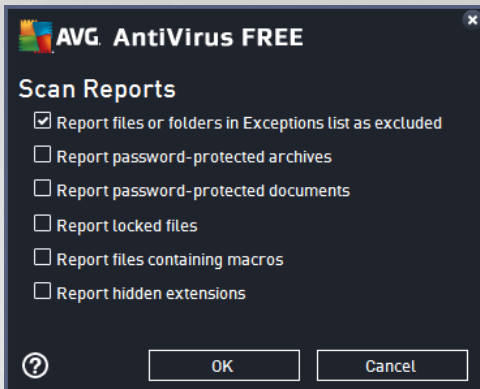 AVG. AntiVirus FREE
Scan Reports
Report files or folders in Exceptions list as excluded
Report password-protected archives
Report password-protected documents
Report locked files
Report files containing macros
Report hidden extensions
OK
Cancel